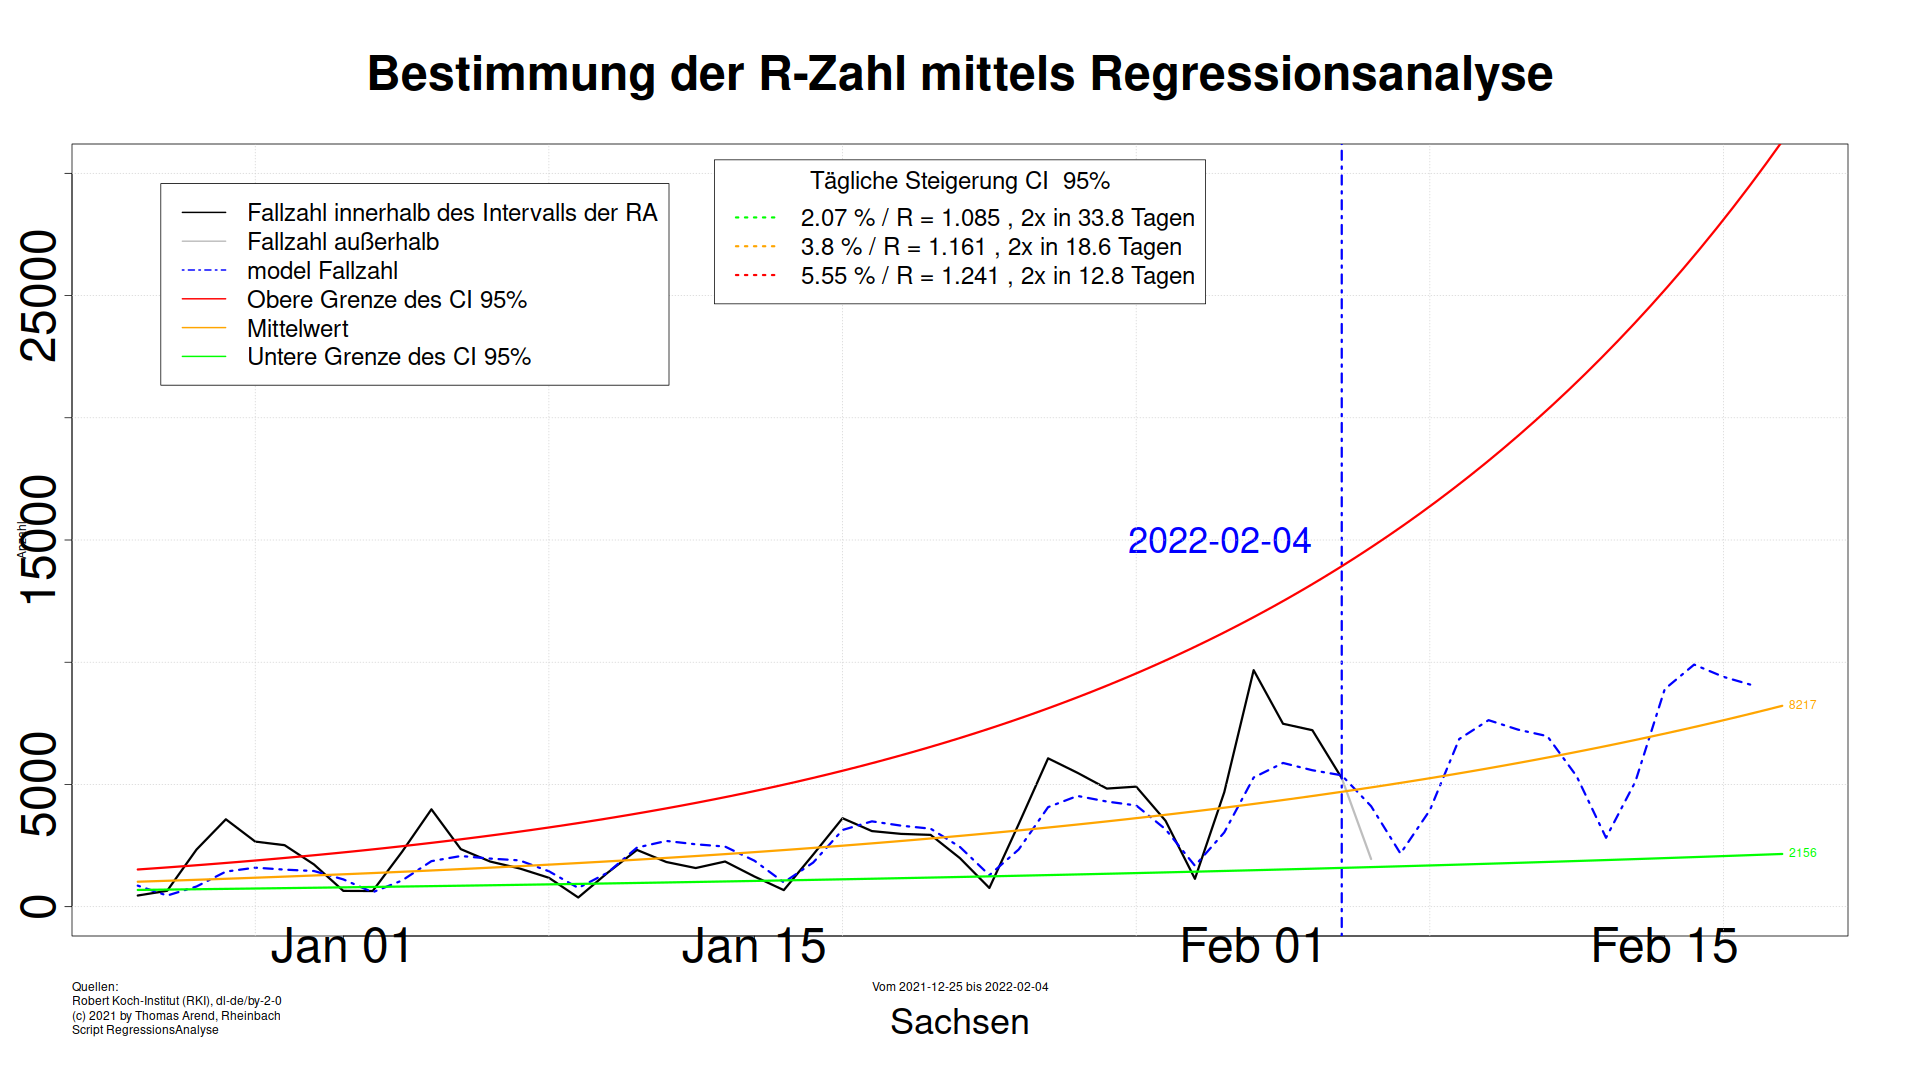 Bestimmung der R-Zahl mittels Regressionsanalyse
Fallzahl innerhalb des Intervalls der RA
Fallzahl außerhalb
model Fallzahl
Obere Grenze des CI 95%
Mittelwert
Untere Grenze des CI 95%
Tägliche Steigerung CI  95%
2.07 % / R = 1.085 , 2x in 33.8 Tagen
3.8 % / R = 1.161 , 2x in 18.6 Tagen
5.55 % / R = 1.241 , 2x in 12.8 Tagen
25000
15000
5000
0
Anzahl
2022-02-04
8217
2156
Jan 01
Jan 15
Feb 01
Feb 15
Quellen:
Robert Koch-Institut (RKI), dl-de/by-2-0
(c) 2021 by Thomas Arend, Rheinbach
Script RegressionsAnalyse
Vom 2021-12-25 bis 2022-02-04
Sachsen